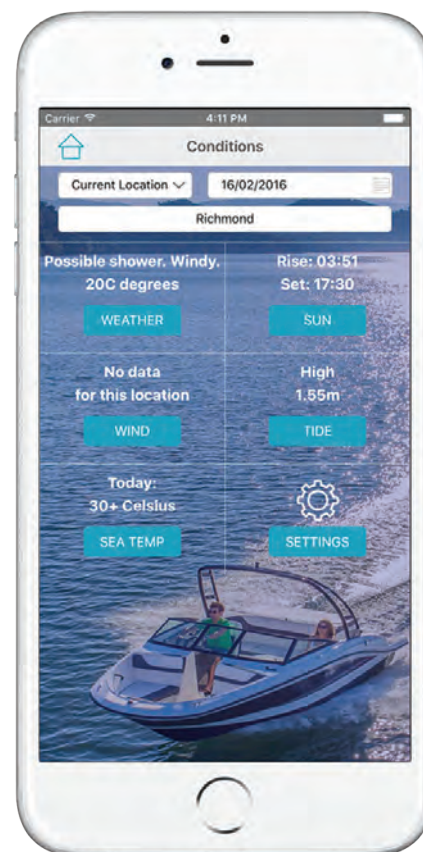 Carrier 4:11 PM
Conditions
Current Location 16/02/2016
Richmond
Possible shower. Windy.
20C degrees
WEATHER
Rise: 03:51
Set: 17:30
SUN
No data
for this location
WIND
High
1.55m
TIDE
Today:
30+ Celsius
SEA TEMP
SETTINGS